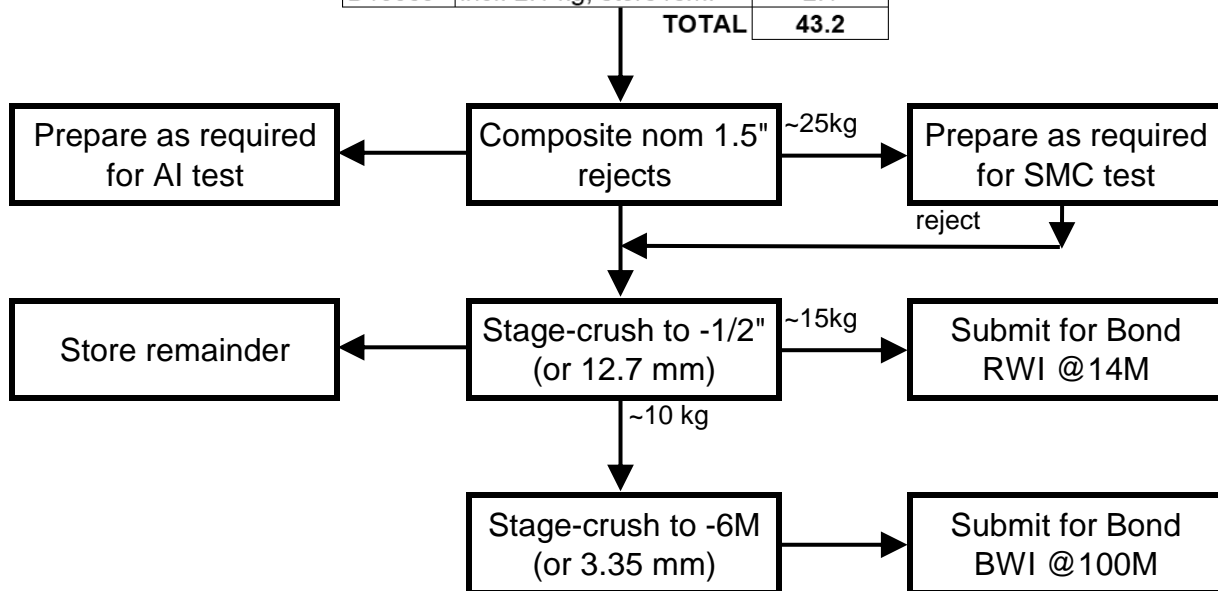 TOTAL 43.2
Prepare as required
for AI test
Composite nom 1.5"
rejects
~25kg
Prepare as required
for SMC test
reject
Store remainder
Stage-crush to -1/2"
(or 12.7 mm)
~15kg
Submit for Bond
RWI @14M
~10 kg
Stage-crush to -6M
(or 3.35 mm)
Submit for Bond
BWI @100M